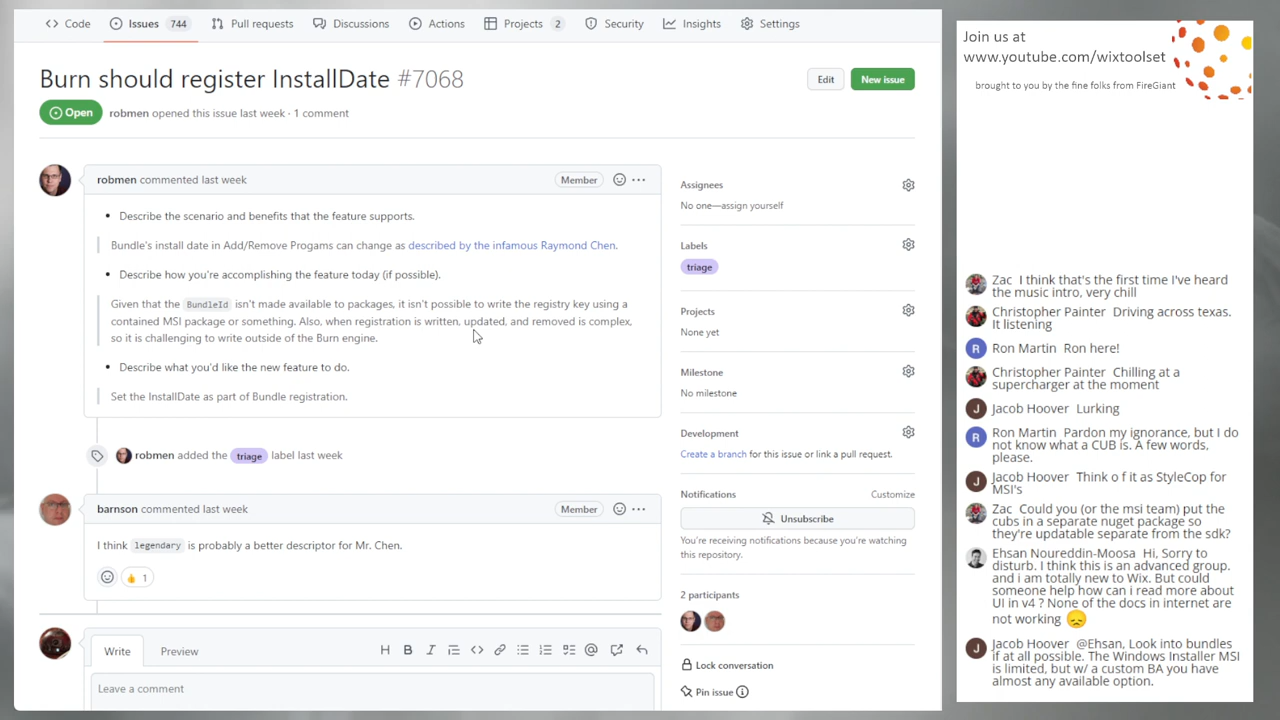 Code
Issues 744
Pull requests
Discussions
Actions
Projects 2
Security
Insights
Settings
Burn should register InstallDate #7068
Edit
New issue
Open
robmen opened this issue last week · 1 comment
robmen commented last week
Member
Describe the scenario and benefits that the feature supports.
Bundle's install date in Add/Remove Progams can change as described by the infamous Raymond Chen.
Describe how you're accomplishing the feature today (if possible).
Given that the BundleId isn't made available to packages, it isn't possible to write the registry key using a
contained MSI package or something. Also, when registration is written, updated, and removed is complex,
so it is challenging to write outside of the Burn engine.
Describe what you'd like the new feature to do.
Set the InstallDate as part of Bundle registration.
robmen added the triage label last week
barnson commented last week
Member
I think legendary is probably a better descriptor for Mr. Chen.
👍 1
Write
Preview
Leave a comment
Assignees
No one—assign yourself
Labels
triage
Projects
None yet
Milestone
No milestone
Development
Create a branch for this issue or link a pull request.
Notifications
Customize
Unsubscribe
You're receiving notifications because you're watching
this repository.
2 participants
Lock conversation
Pin issue
Join us at
www.youtube.com/wixtoolset
brought to you by the fine folks from FireGiant
Zac I think that's the first time I've heard
the music intro, very chill
Christopher Painter Driving across texas.
It listening
R
Ron Martin Ron here!
Christopher Painter Chilling at a
supercharger at the moment
J
Jacob Hoover Lurking
R
Ron Martin Pardon my ignorance, but I do
not know what a CUB is. A few words,
please.
J
Jacob Hoover Think o f it as StyleCop for
MSI's
Zac Could you (or the msi team) put the
cubs in a separate nuget package so
they're updatable separate from the sdk?
Ehsan Noureddin-Moosa Hi, Sorry to
disturb. I think this is an advanced group.
and i am totally new to Wix. But could
someone help how can i read more about
UI in v4 ? None of the docs in internet are
not working 😞
J
Jacob Hoover @Ehsan, Look into bundles
if at all possible. The Windows Installer MSI
is limited, but w/ a custom BA you have
almost any available option.